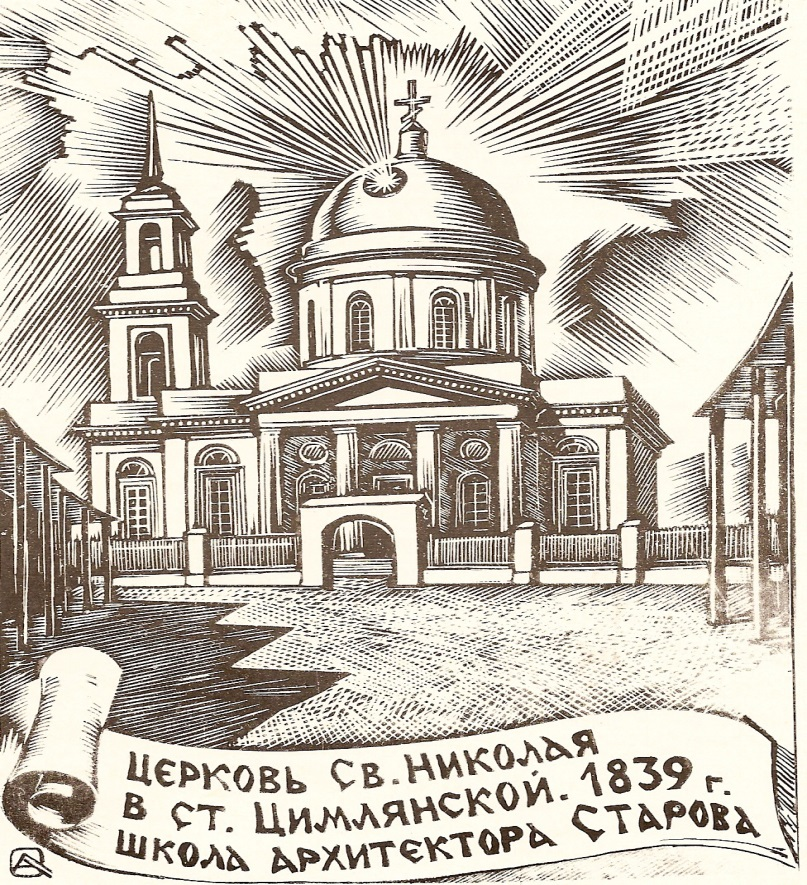 ЦЕРКОВЬ СВ. НИКОЛАЯ
В СТ. ЦИМЛЯНСКОЙ. 1839 г.
ШКОЛА АРХИТЕКТОРА СТАРОВА